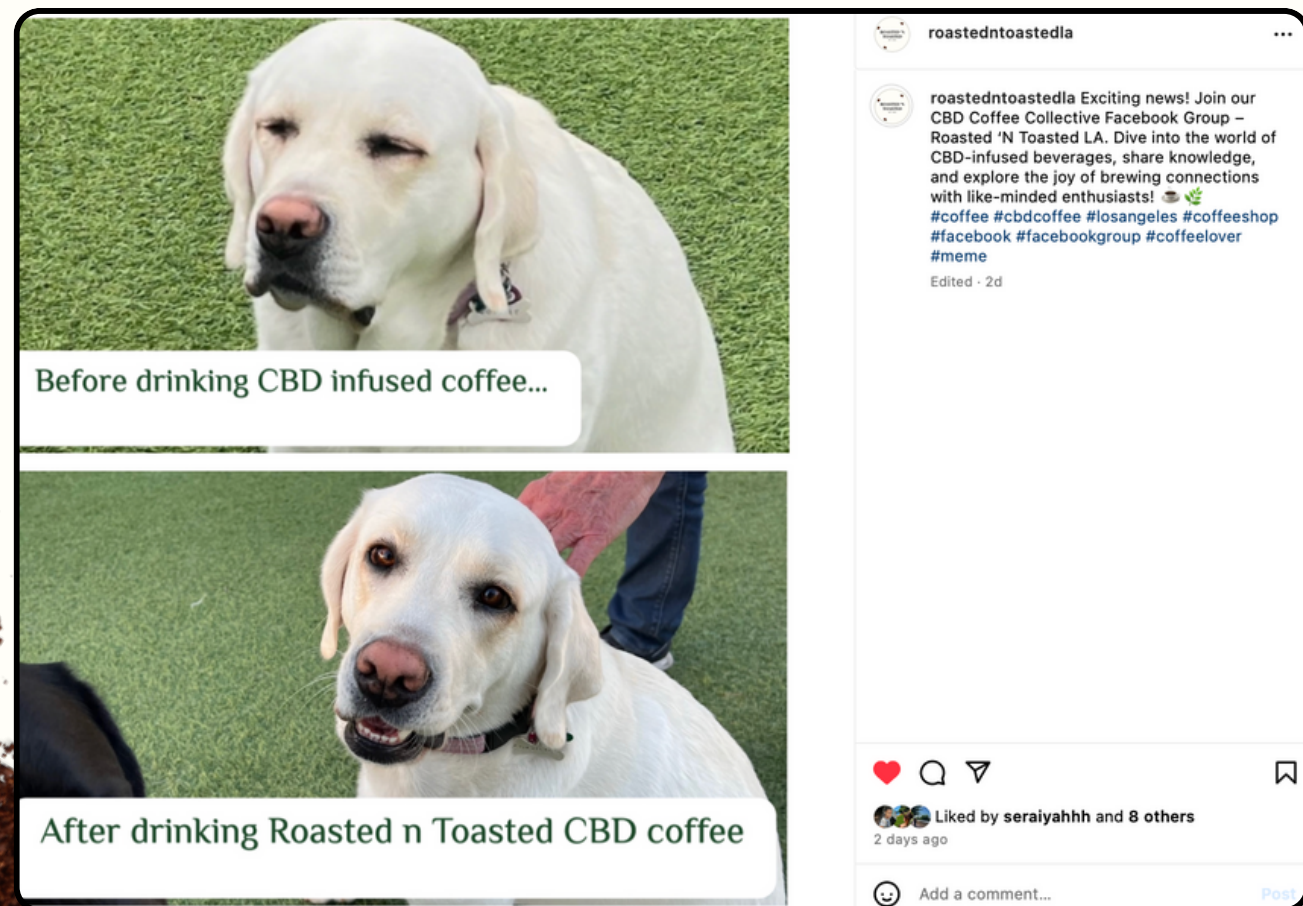 Before drinking CBD infused coffee...
After drinking Roasted n Toasted CBD coffee
roastedntoastedla
roastedntoastedla Exciting news! Join our
CBD Coffee Collective Facebook Group –
Roasted ‘N Toasted LA. Dive into the world of
CBD-infused beverages, share knowledge,
and explore the joy of brewing connections
with like-minded enthusiasts! ☕🌿
#coffee #cbdcoffee #losangeles #coffeeshop
#facebook #facebookgroup #coffeelover
#meme
Edited · 2d
Liked by seraiyahhh and 8 others
2 days ago
Add a comment...
Post